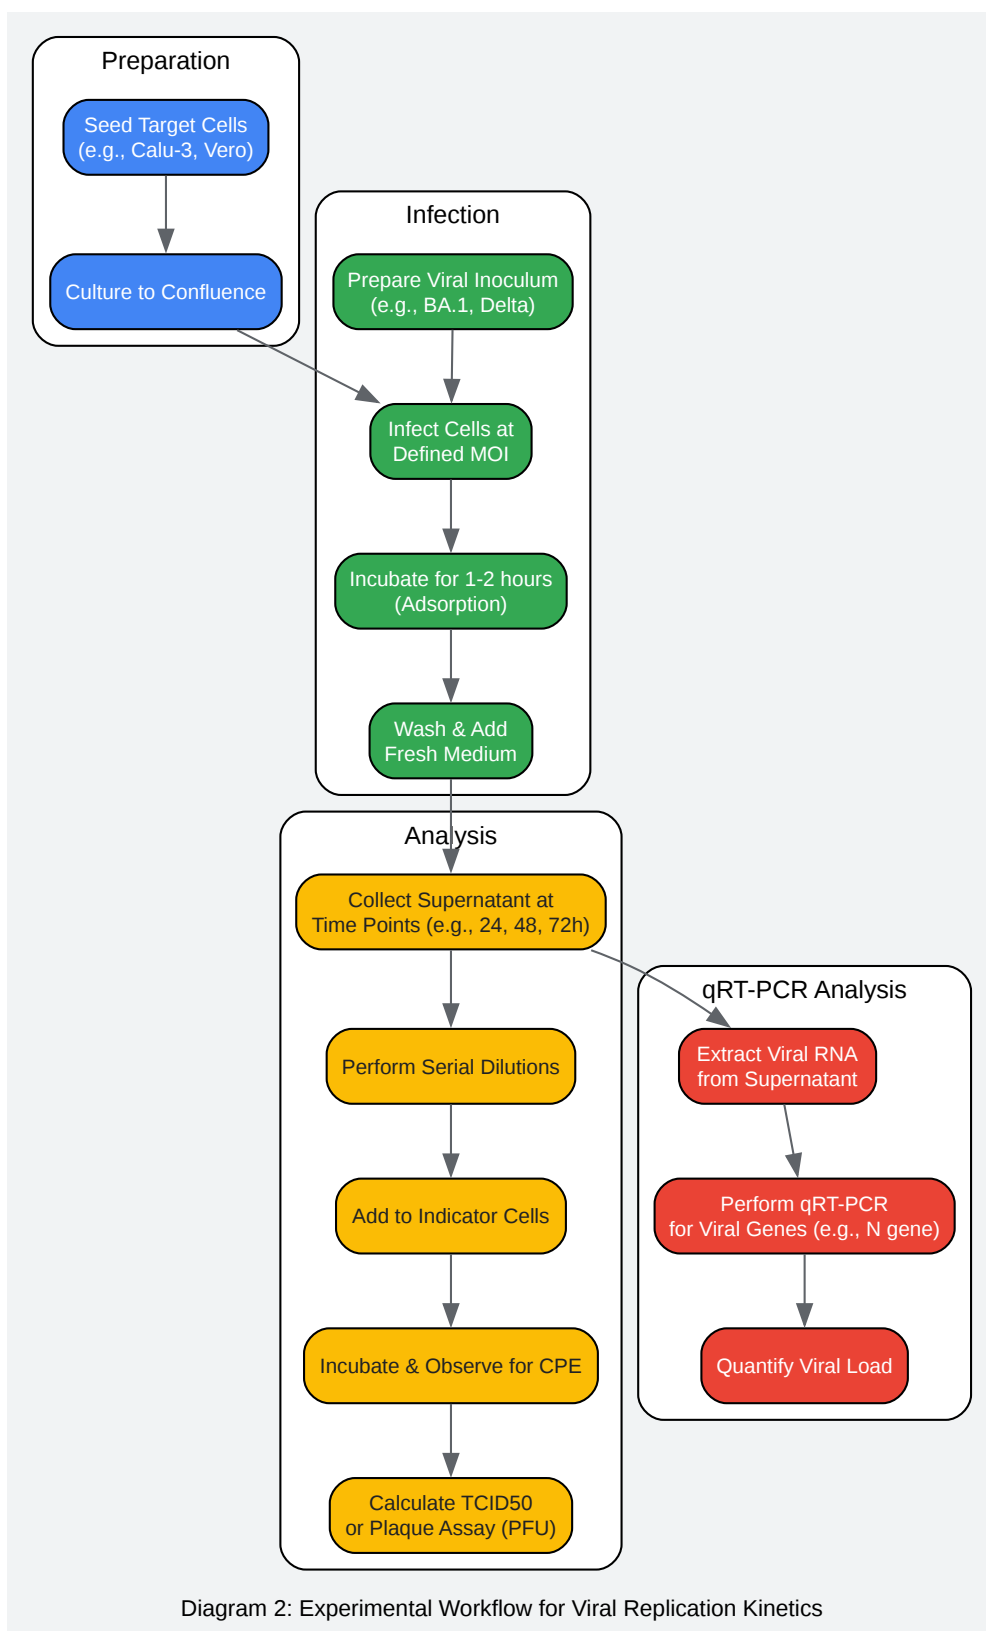 Preparation
Seed Target Cells
(e.g., Calu-3, Vero)
Culture to Confluence
Infection
Prepare Viral Inoculum
(e.g., BA.1, Delta)
Infect Cells at
Defined MOI
Incubate for 1-2 hours
(Adsorption)
Wash & Add
Fresh Medium
Analysis
Collect Supernatant at
Time Points (e.g., 24, 48, 72h)
Perform Serial Dilutions
Add to Indicator Cells
Incubate & Observe for CPE
Calculate TCID50
or Plaque Assay (PFU)
qRT-PCR Analysis
Extract Viral RNA
from Supernatant
Perform qRT-PCR
for Viral Genes (e.g., N gene)
Quantify Viral Load
Diagram 2: Experimental Workflow for Viral Replication Kinetics